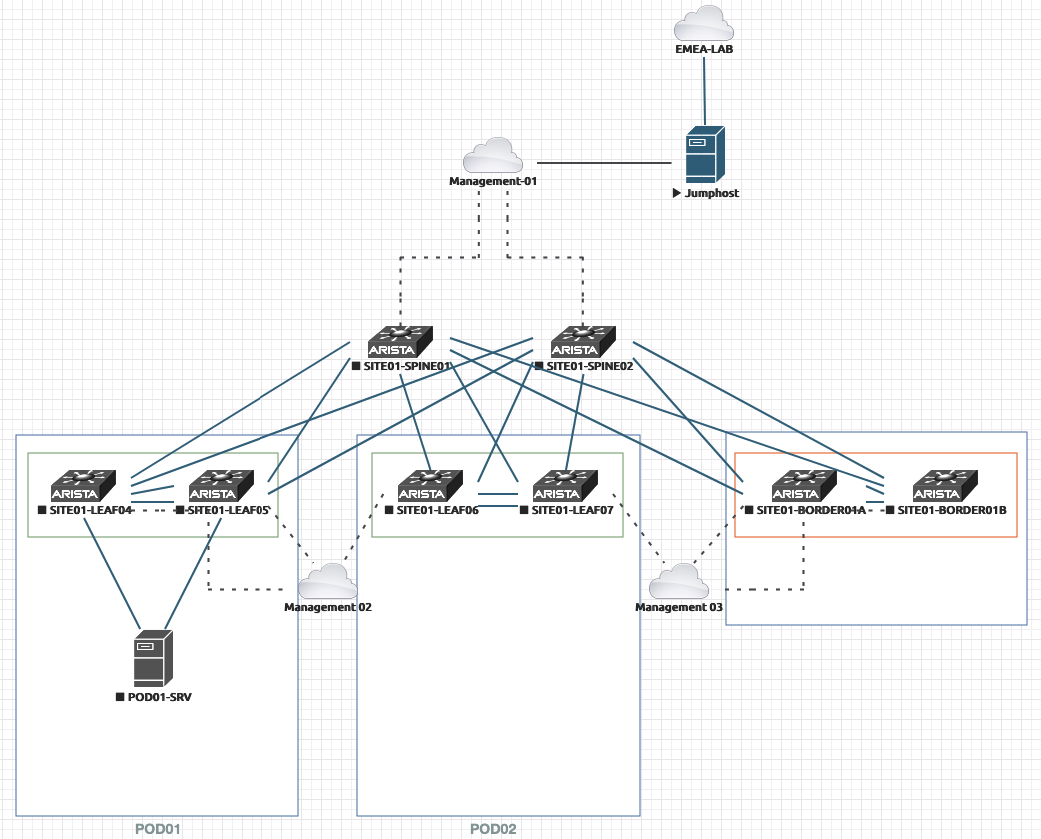 EMEA-LAB
Management-01
Jumphost
ARISTA
SITE01-SPINE01
ARISTA
SITE01-SPINE02
ARISTA
SITE01-LEAF04
ARISTA
SITE01-LEAF05
ARISTA
SITE01-LEAF06
ARISTA
SITE01-LEAF07
ARISTA
SITE01-BORDER01A
ARISTA
SITE01-BORDER01B
Management 02
Management 03
POD01-SRV
POD01
POD02